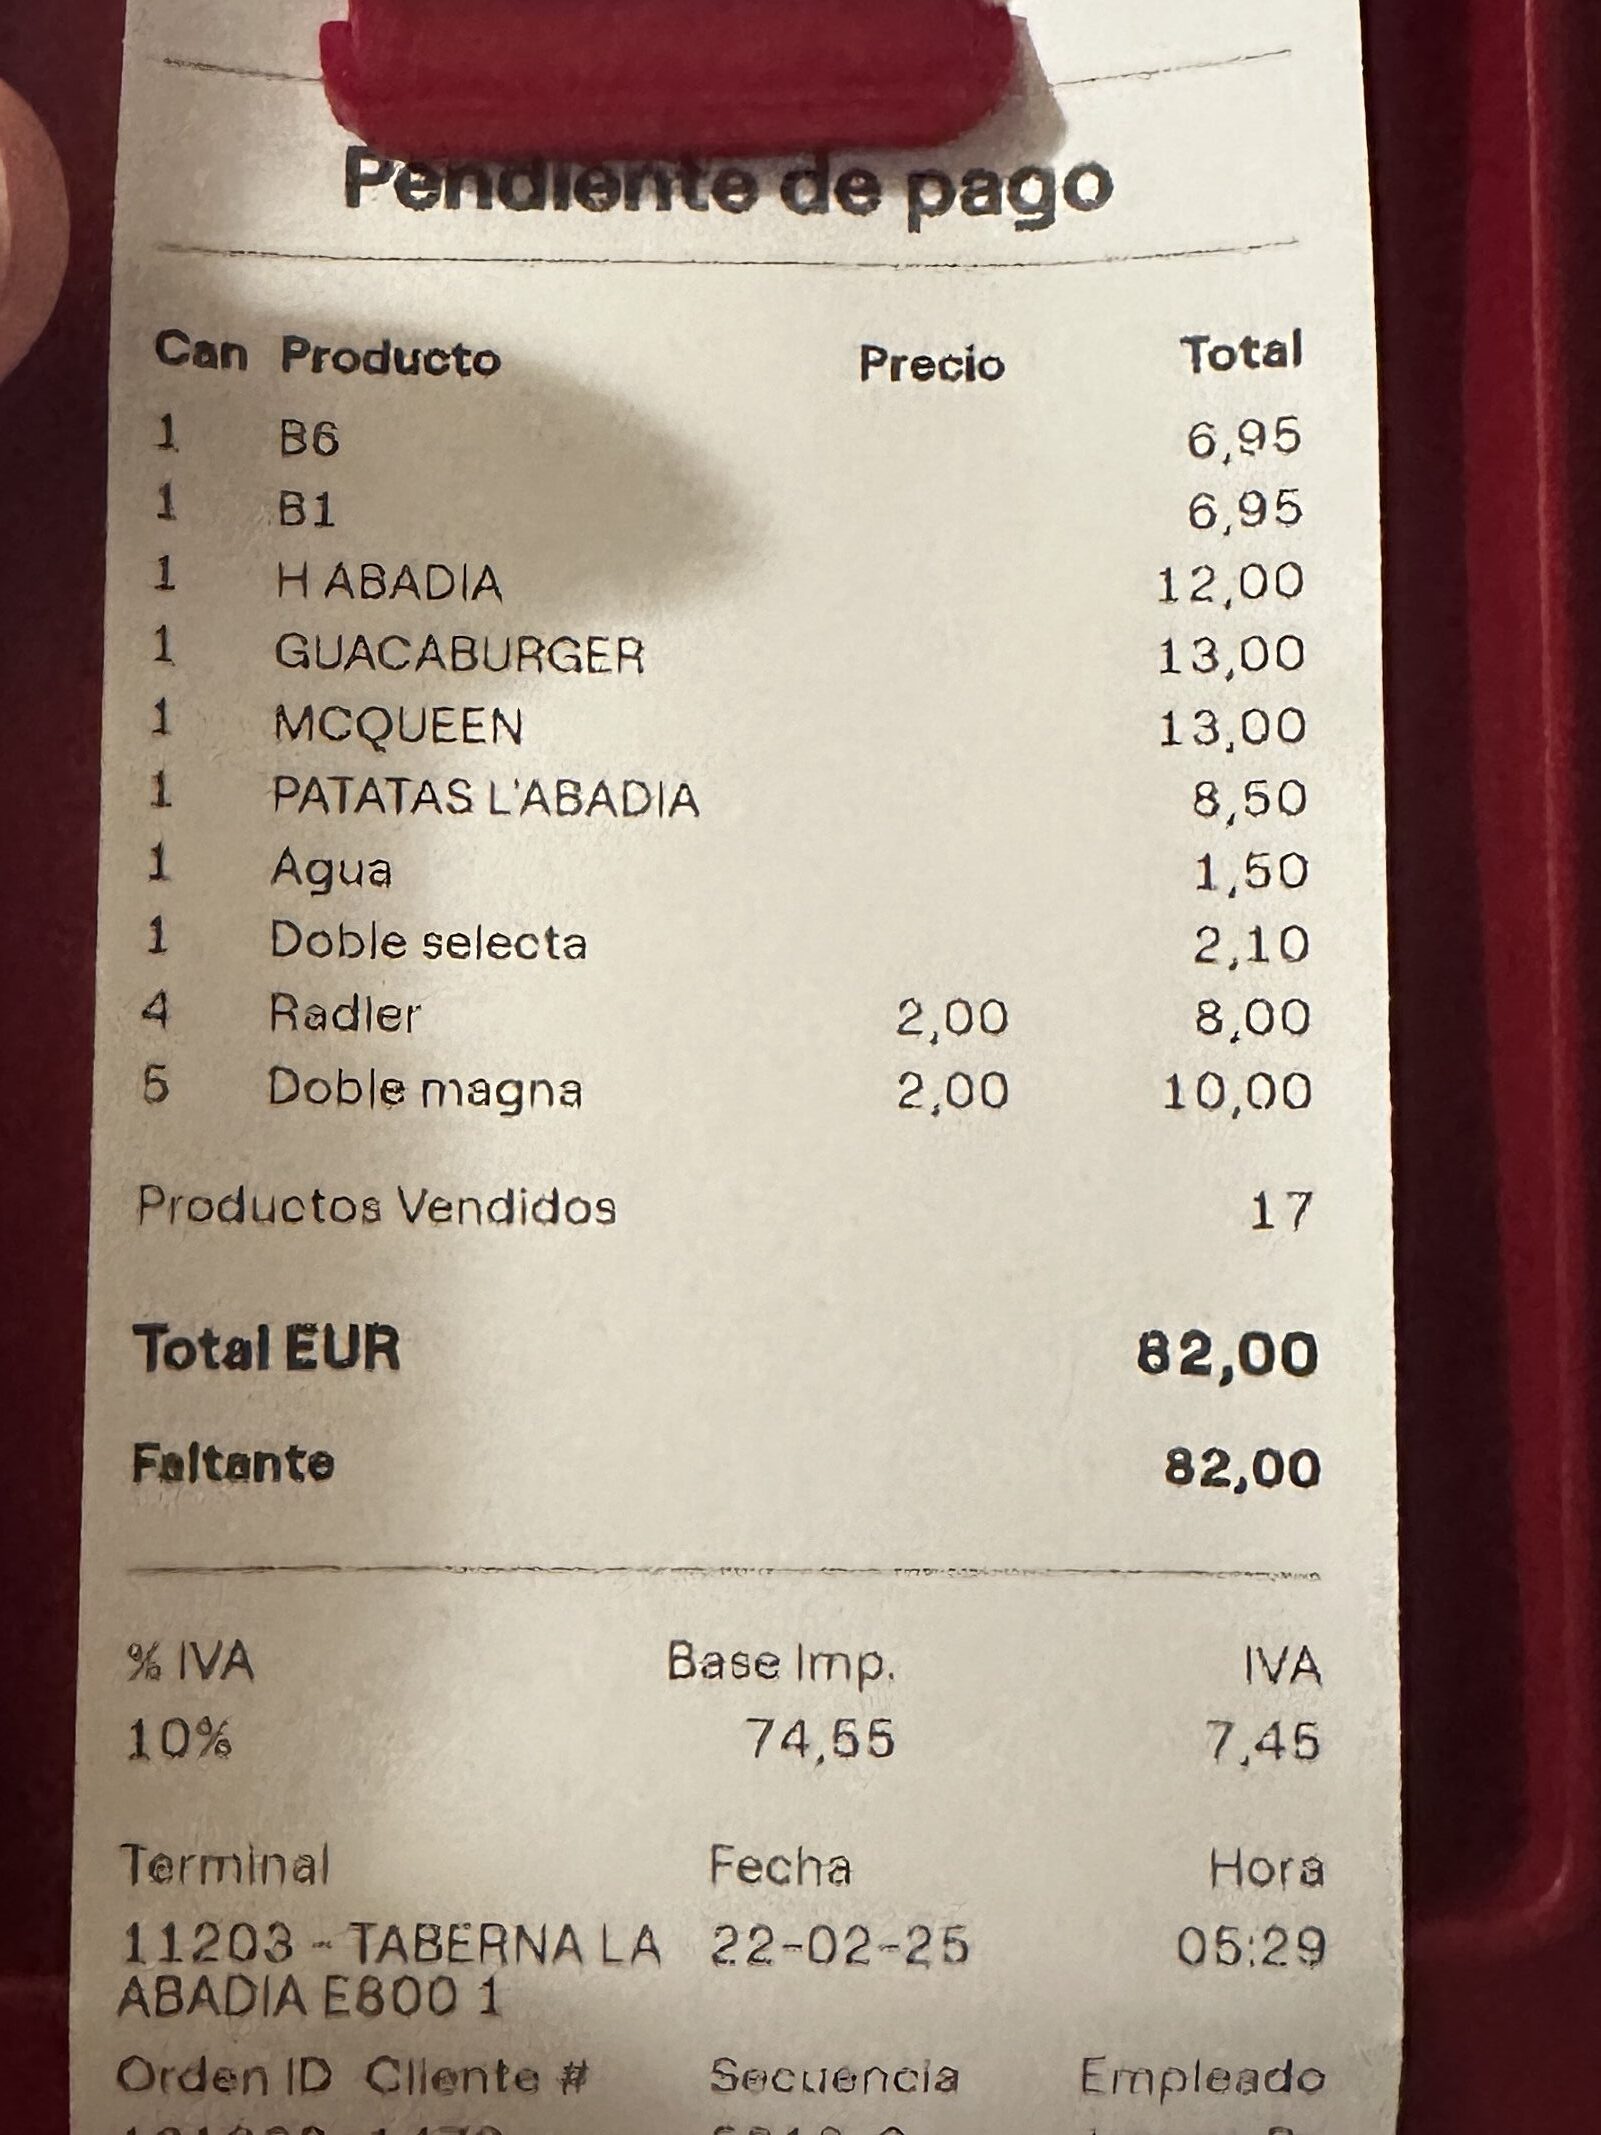 Pendiente de pago
Can Producto Precio Total
1 B6 6,95
1 B1 6,95
1 H ABADIA 12,00
1 GUACABURGER 13,00
1 MCQUEEN 13,00
1 PATATAS L'ABADIA 8,50
1 Agua 1,50
1 Doble selecta 2,10
4 Radler 2,00 8,00
5 Doble magna 2,00 10,00
Productos Vendidos 17
Total EUR 82,00
Faltante 82,00
% IVA Base Imp. IVA
10% 74,55 7,45
Terminal Fecha Hora
11203 - TABERNA LA 22-02-25 05:29
ABADIA E800 1
Orden ID Cliente # Secuencia Empleado